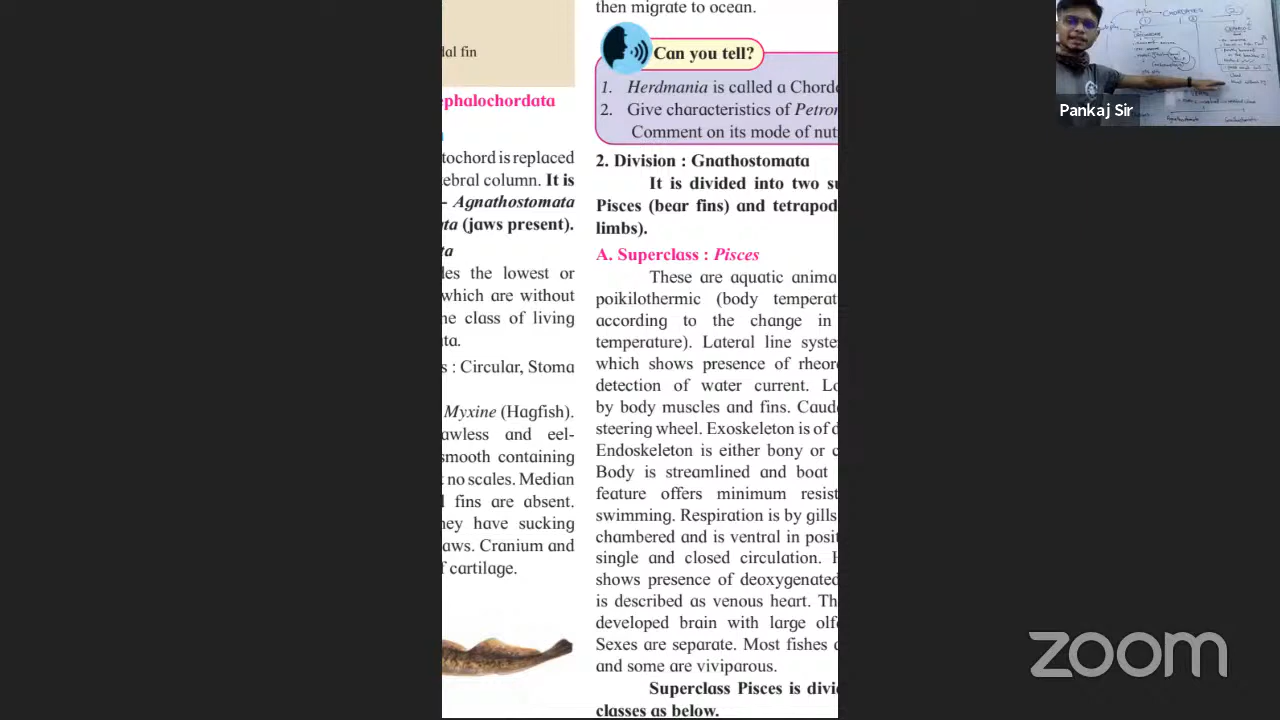 dal fin
phalochordata
tochord is replaced
ebral column. It is
- Agnathostomata
ta (jaws present).
ta
les the lowest or
which are without
ne class of living
ta.
s : Circular, Stoma
Myxine (Hagfish).
awless and eel-
smooth containing
no scales. Median
l fins are absent.
hey have sucking
aws. Cranium and
f cartilage.
then migrate to ocean.
Can you tell?
1. Herdmania is called a Chord
2. Give characteristics of Petro
Comment on its mode of nut
2. Division : Gnathostomata
It is divided into two su
Pisces (bear fins) and tetrapod
limbs).
A. Superclass : Pisces
These are aquatic anima
poikilothermic (body temperat
according to the change in
temperature). Lateral line syste
which shows presence of rheor
detection of water current. Lo
by body muscles and fins. Caud
steering wheel. Exoskeleton is of d
Endoskeleton is either bony or c
Body is streamlined and boat
feature offers minimum resist
swimming. Respiration is by gills
chambered and is ventral in posit
single and closed circulation. H
shows presence of deoxygenated
is described as venous heart. Th
developed brain with large olf
Sexes are separate. Most fishes
and some are viviparous.
Superclass Pisces is divi
classes as below.
CHORDATES
Pankaj Sir
zoom